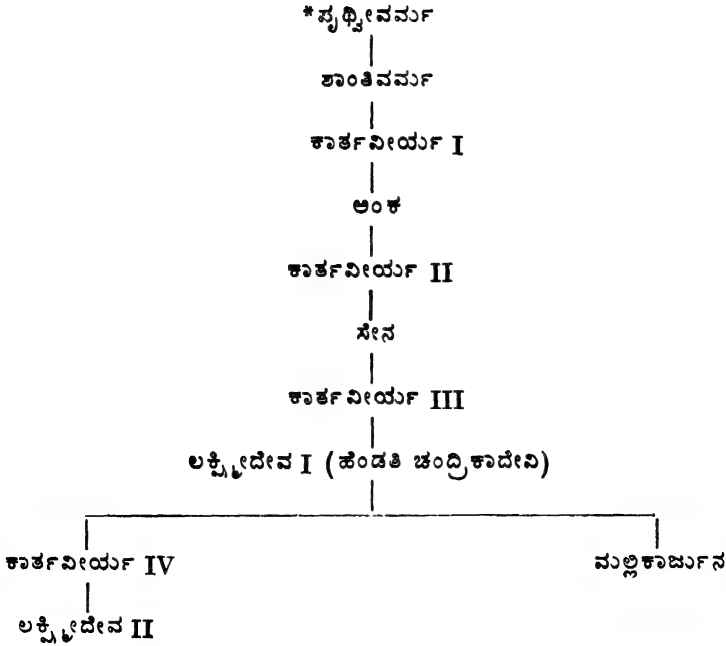 *ಪೃಥ್ವೀವರ್ಮ
ಶಾಂತಿವರ್ಮ
ಕಾರ್ತವೀರ್ಯ I
ಅಂಕ
ಕಾರ್ತವೀರ್ಯ II
ಸೇನ
ಕಾರ್ತವೀರ್ಯ III
ಲಕ್ಷ್ಮೀದೇವ I (ಹೆಂಡತಿ ಚಂದ್ರಿಕಾದೇವಿ)
ಕಾರ್ತವೀರ್ಯ IV ಮಲ್ಲಿಕಾರ್ಜುನ
ಲಕ್ಷ್ಮೀದೇವ II